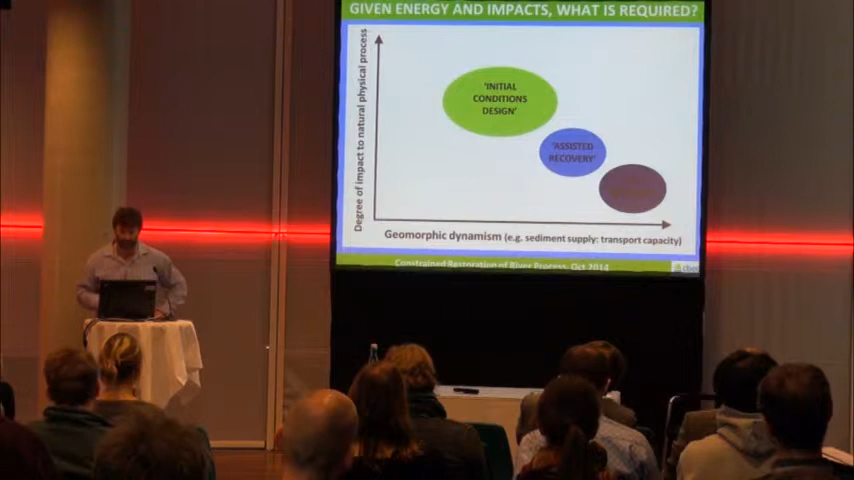 GIVEN ENERGY AND IMPACTS, WHAT IS REQUIRED?
Degree of impact to natural physical process
'INITIAL
CONDITIONS
DESIGN'
'ASSISTED
RECOVERY'
Geomorphic dynamism (e.g. sediment supply: transport capacity)
Constrained Restoration of River Process, Oct 2014
cbec